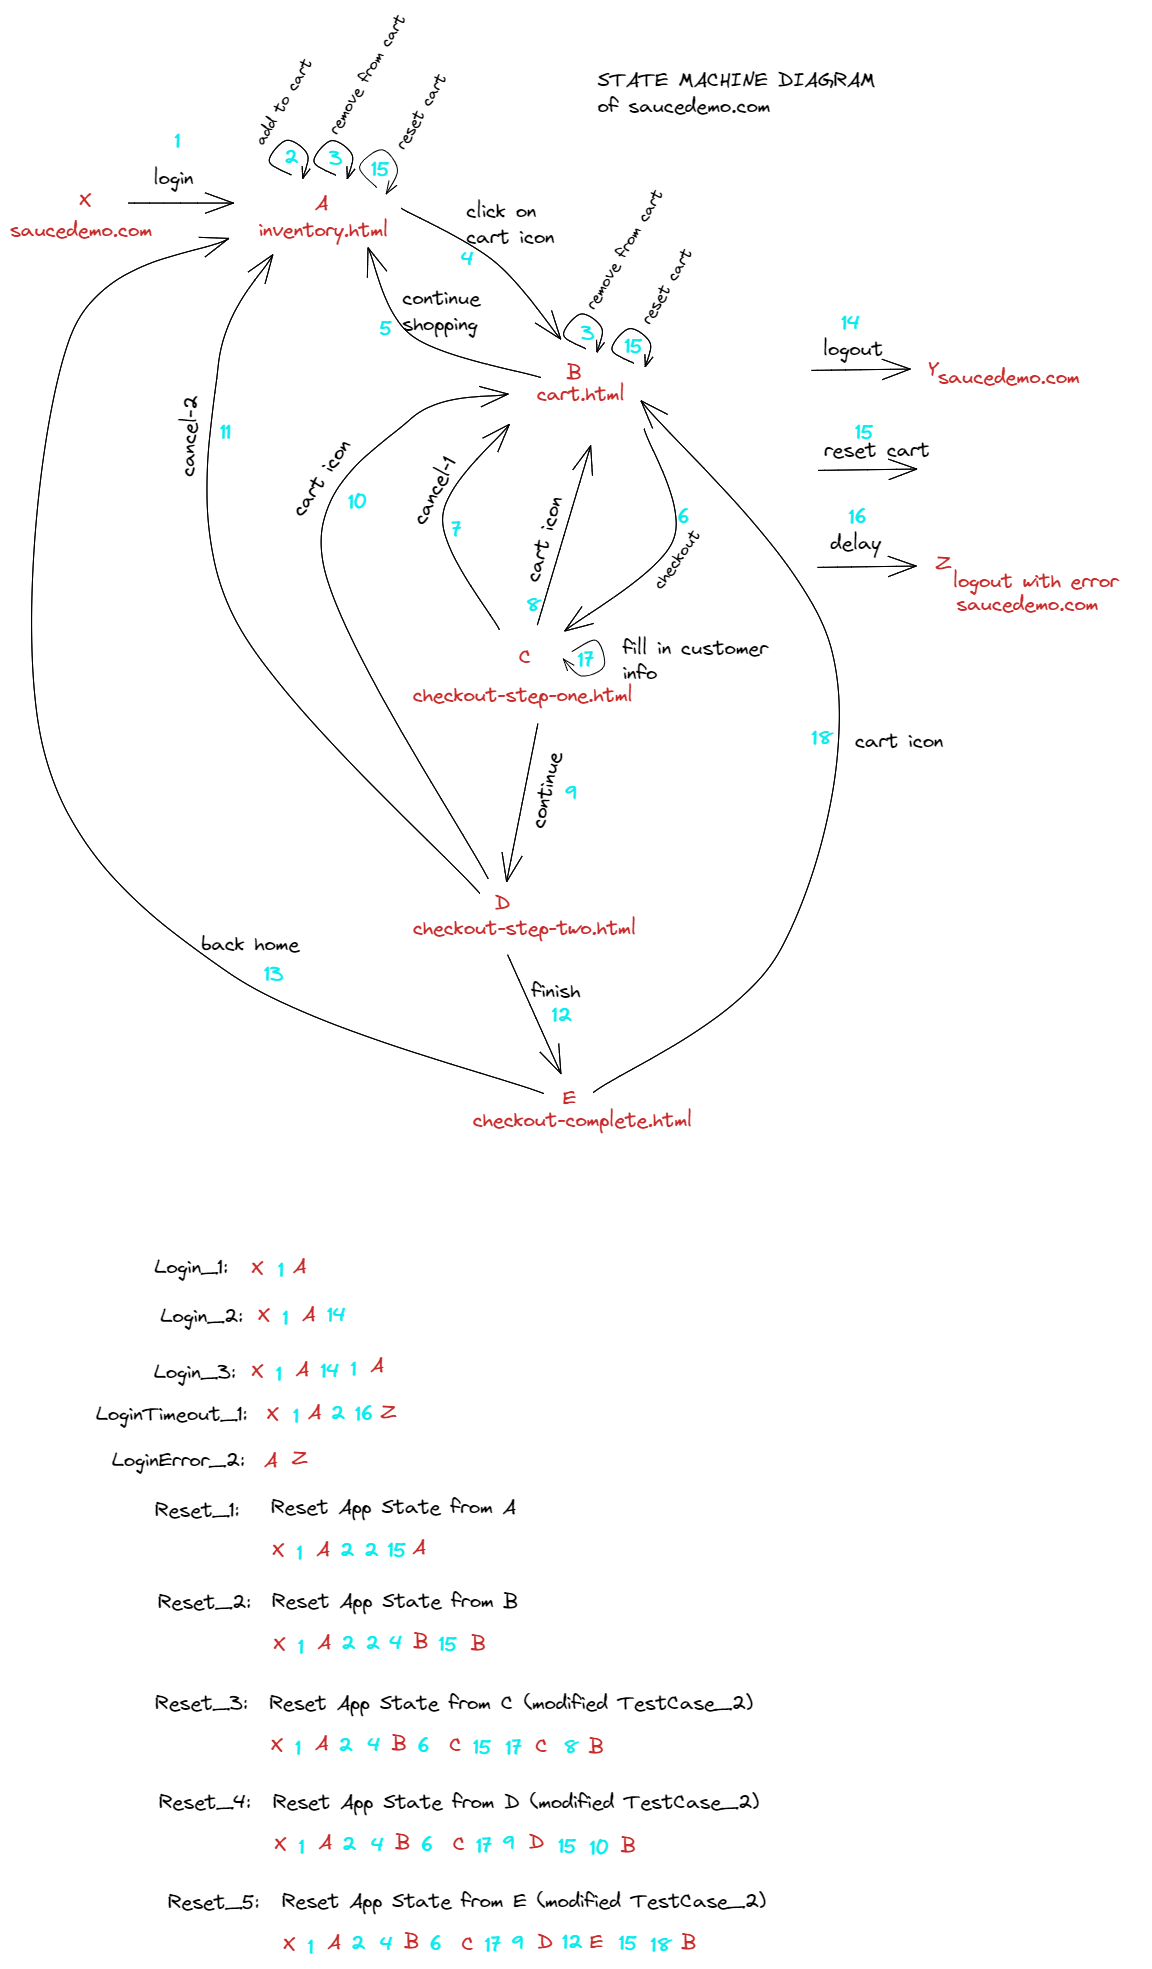 STATE MACHINE DIAGRAM
of saucedemo.com
add to cart
remove from cart
reset cart
1
login
2
3
15
X
saucedemo.com
A
inventory.html
click on
cart icon
4
continue
shopping
5
remove from cart
reset cart
3
15
B
cart.html
14
logout
Y
saucedemo.com
15
reset cart
16
delay
Z
logout with error
saucedemo.com
cancel-2
11
cart icon
10
cancel-1
7
cart icon
8
6
checkout
C
17
fill in customer
info
checkout-step-one.html
18
cart icon
continue
9
D
checkout-step-two.html
back home
13
finish
12
E
checkout-complete.html
Login_1: X 1 A
Login_2: X 1 A 14
Login_3: X 1 A 14 1 A
LoginTimeout_1: X 1 A 2 16 Z
LoginError_2: A Z
Reset_1: Reset App State from A
X 1 A 2 2 15 A
Reset_2: Reset App State from B
X 1 A 2 2 4 B 15 B
Reset_3: Reset App State from C (modified TestCase_2)
X 1 A 2 4 B 6 C 15 17 C 8 B
Reset_4: Reset App State from D (modified TestCase_2)
X 1 A 2 4 B 6 C 17 9 D 15 10 B
Reset_5: Reset App State from E (modified TestCase_2)
X 1 A 2 4 B 6 C 17 9 D 12 E 15 18 B